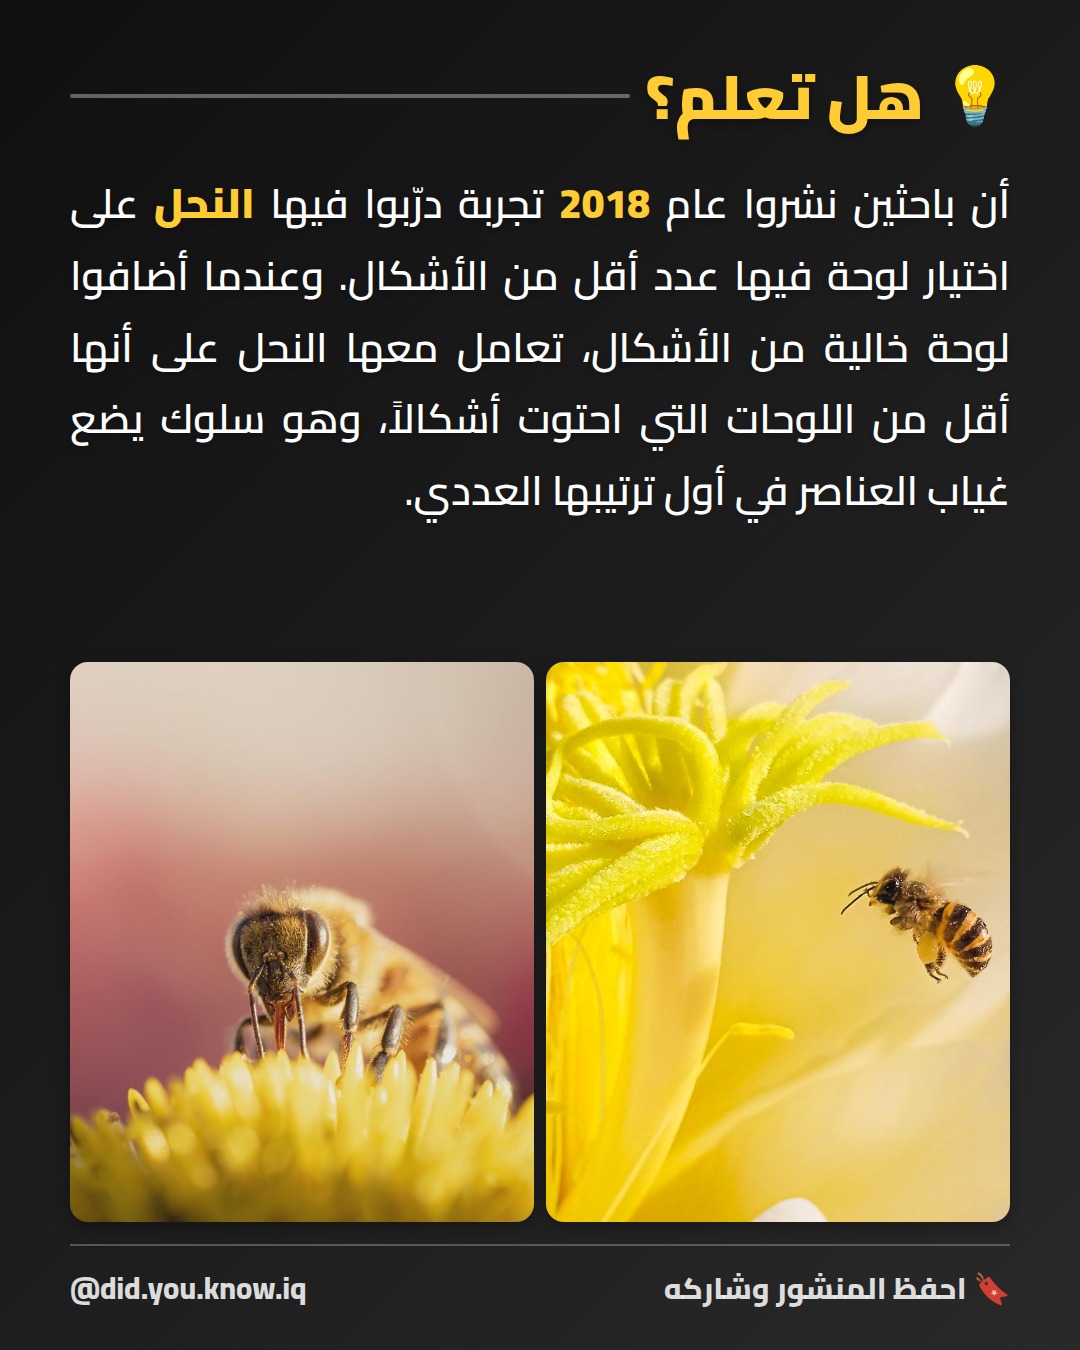 💡 هل تعلم؟
أن باحثين نشروا عام 2018 تجربة درّبوا فيها النحل على
اختيار لوحة فيها عدد أقل من الأشكال. وعندما أضافوا
لوحة خالية من الأشكال، تعامل معها النحل على أنها
أقل من اللوحات التي احتوت أشكالاً، وهو سلوك يضع
غياب العناصر في أول ترتيبها العددي.
🔖 احفظ المنشور وشاركه
@did.you.know.iq